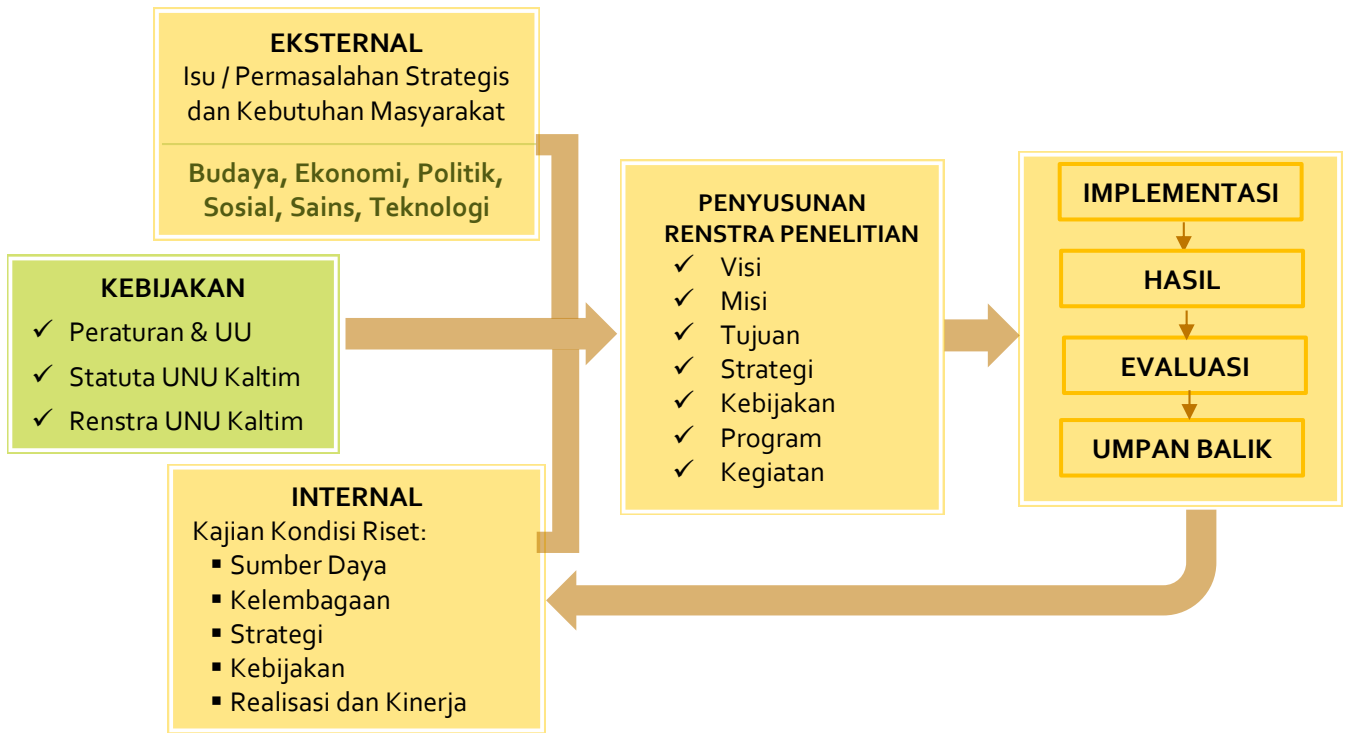 EKSTERNAL
Isu / Permasalahan Strategis
dan Kebutuhan Masyarakat
Budaya, Ekonomi, Politik,
Sosial, Sains, Teknologi
KEBIJAKAN
✓ Peraturan & UU
✓ Statuta UNU Kaltim
✓ Renstra UNU Kaltim
INTERNAL
Kajian Kondisi Riset:
▪ Sumber Daya
▪ Kelembagaan
▪ Strategi
▪ Kebijakan
▪ Realisasi dan Kinerja
PENYUSUNAN
RENSTRA PENELITIAN
✓ Visi
✓ Misi
✓ Tujuan
✓ Strategi
✓ Kebijakan
✓ Program
✓ Kegiatan
IMPLEMENTASI
HASIL
EVALUASI
UMPAN BALIK